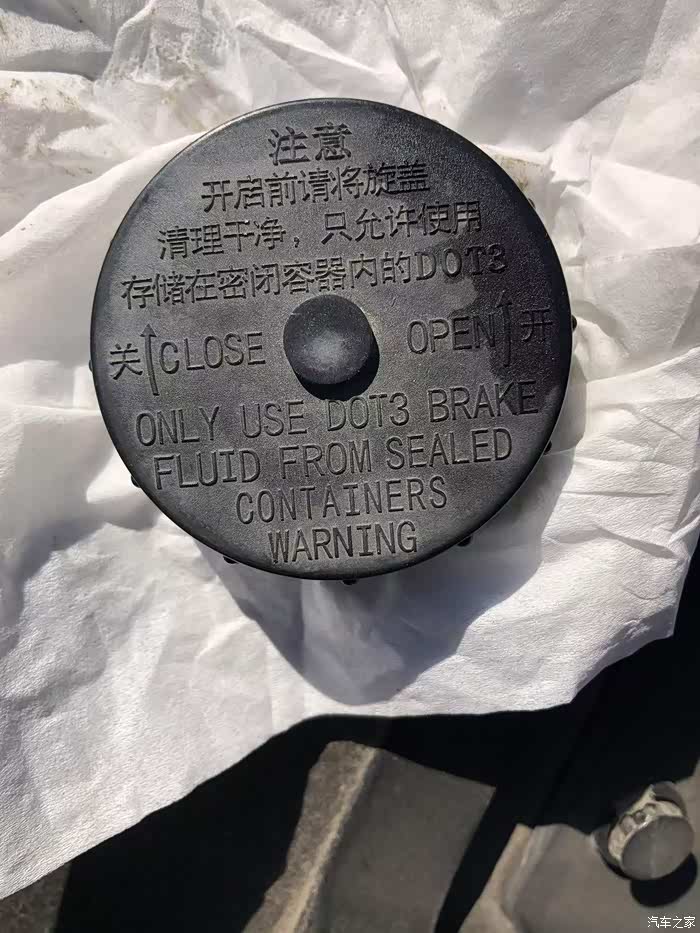 注意
开启前请将旋盖
清理干净，只允许使用
存储在密闭容器内的DOT3
关 CLOSE OPEN 开
ONLY USE DOT3 BRAKE
FLUID FROM SEALED
CONTAINERS
WARNING
汽车之家